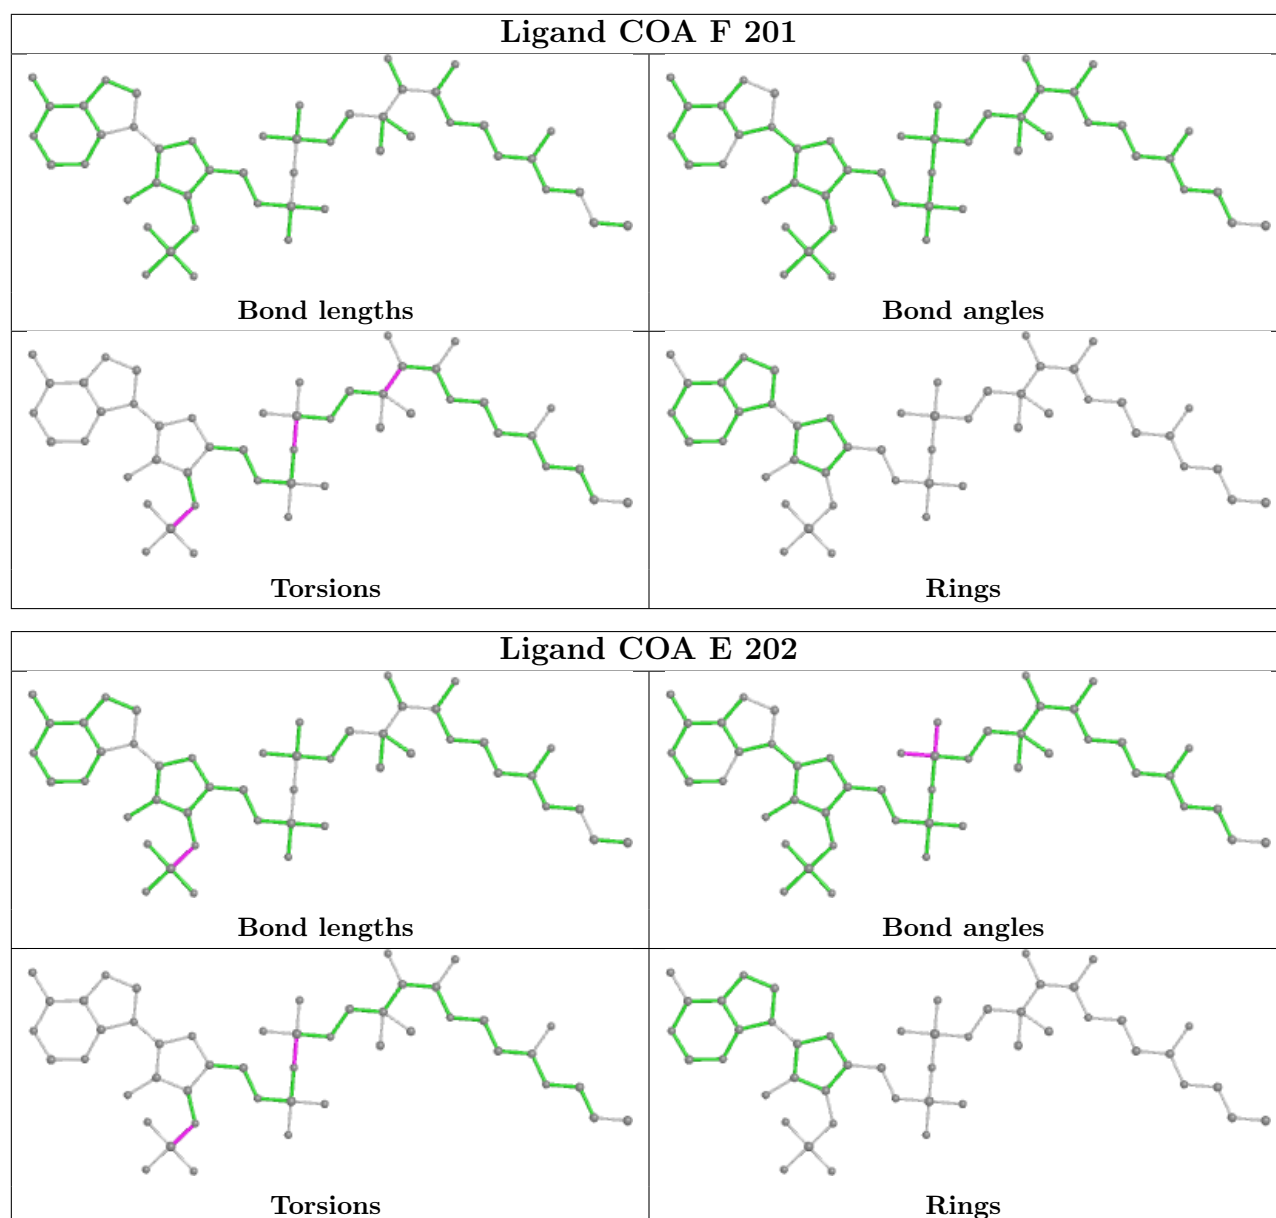 Ligand COA F 201
Bond lengths
Bond angles
Torsions
Rings
Ligand COA E 202
Bond lengths
Bond angles
Torsions
Rings